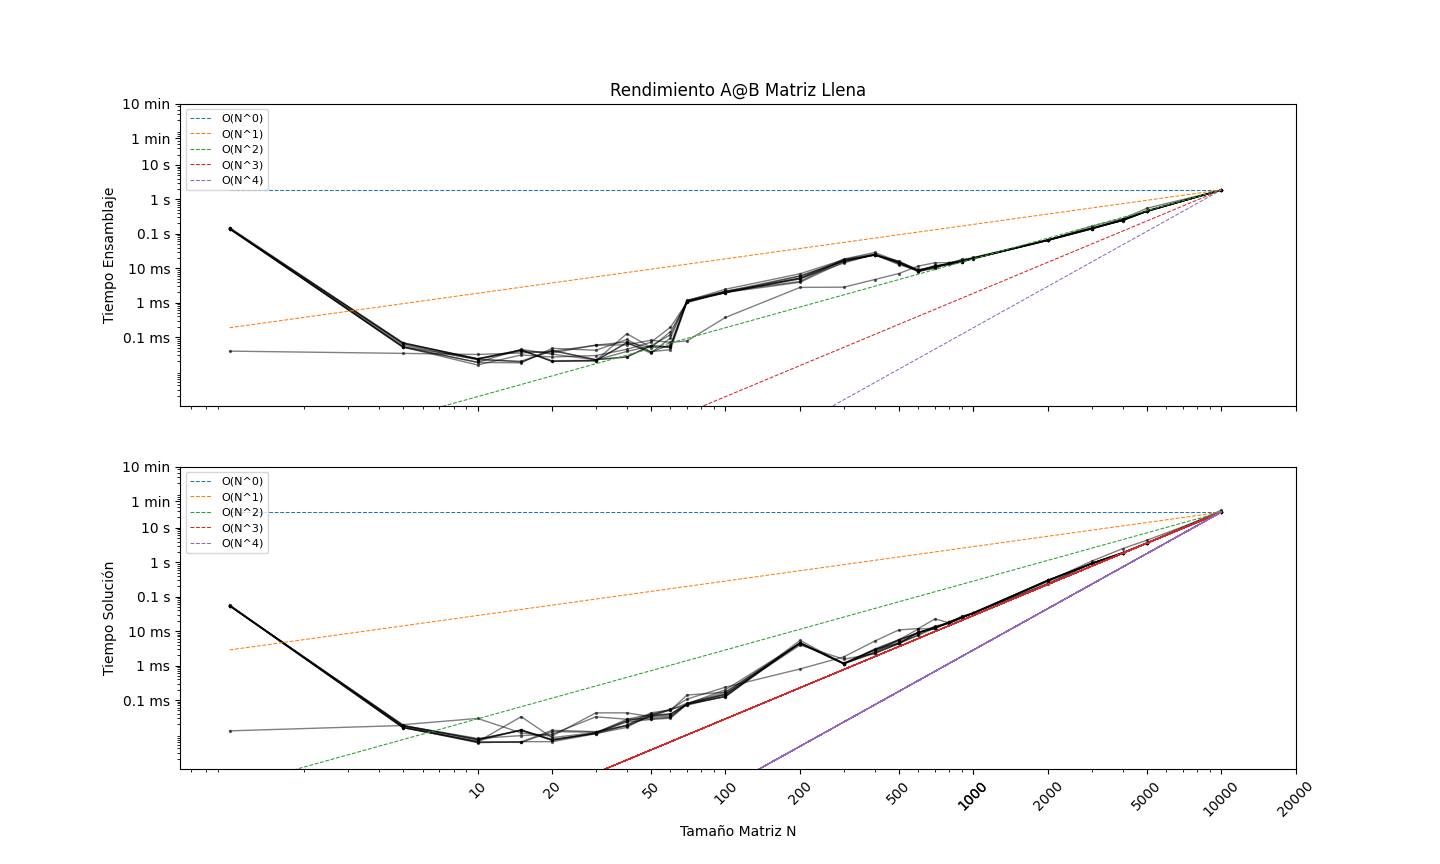 Rendimiento A@B Matriz Llena
10 min
1 min
10 s
1 s
0.1 s
10 ms
1 ms
0.1 ms
Tiempo Ensamblaje
O(N^0)
O(N^1)
O(N^2)
O(N^3)
O(N^4)
10 min
1 min
10 s
1 s
0.1 s
10 ms
1 ms
0.1 ms
Tiempo Solución
O(N^0)
O(N^1)
O(N^2)
O(N^3)
O(N^4)
10 20 50 100 200 500 1000 2000 5000 10000 20000
Tamaño Matriz N